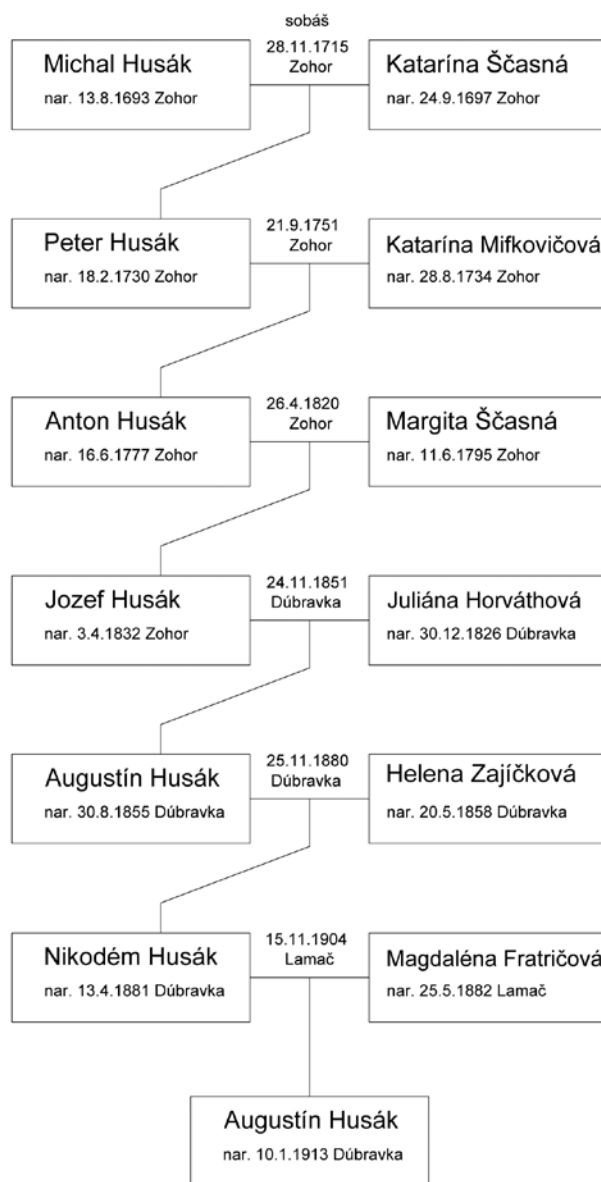 sobáš
Michal Husák
nar. 13.8.1693 Zohor
28.11.1715
Zohor
Katarína Ščasná
nar. 24.9.1697 Zohor
Peter Husák
nar. 18.2.1730 Zohor
21.9.1751
Zohor
Katarína Mifkovičová
nar. 28.8.1734 Zohor
Anton Husák
nar. 16.6.1777 Zohor
26.4.1820
Zohor
Margita Ščasná
nar. 11.6.1795 Zohor
Jozef Husák
nar. 3.4.1832 Zohor
24.11.1851
Dúbravka
Juliána Horváthová
nar. 30.12.1826 Dúbravka
Augustín Husák
nar. 30.8.1855 Dúbravka
25.11.1880
Dúbravka
Helena Zajíčková
nar. 20.5.1858 Dúbravka
Nikodém Husák
nar. 13.4.1881 Dúbravka
15.11.1904
Lamač
Magdaléna Fratričová
nar. 25.5.1882 Lamač
Augustín Husák
nar. 10.1.1913 Dúbravka